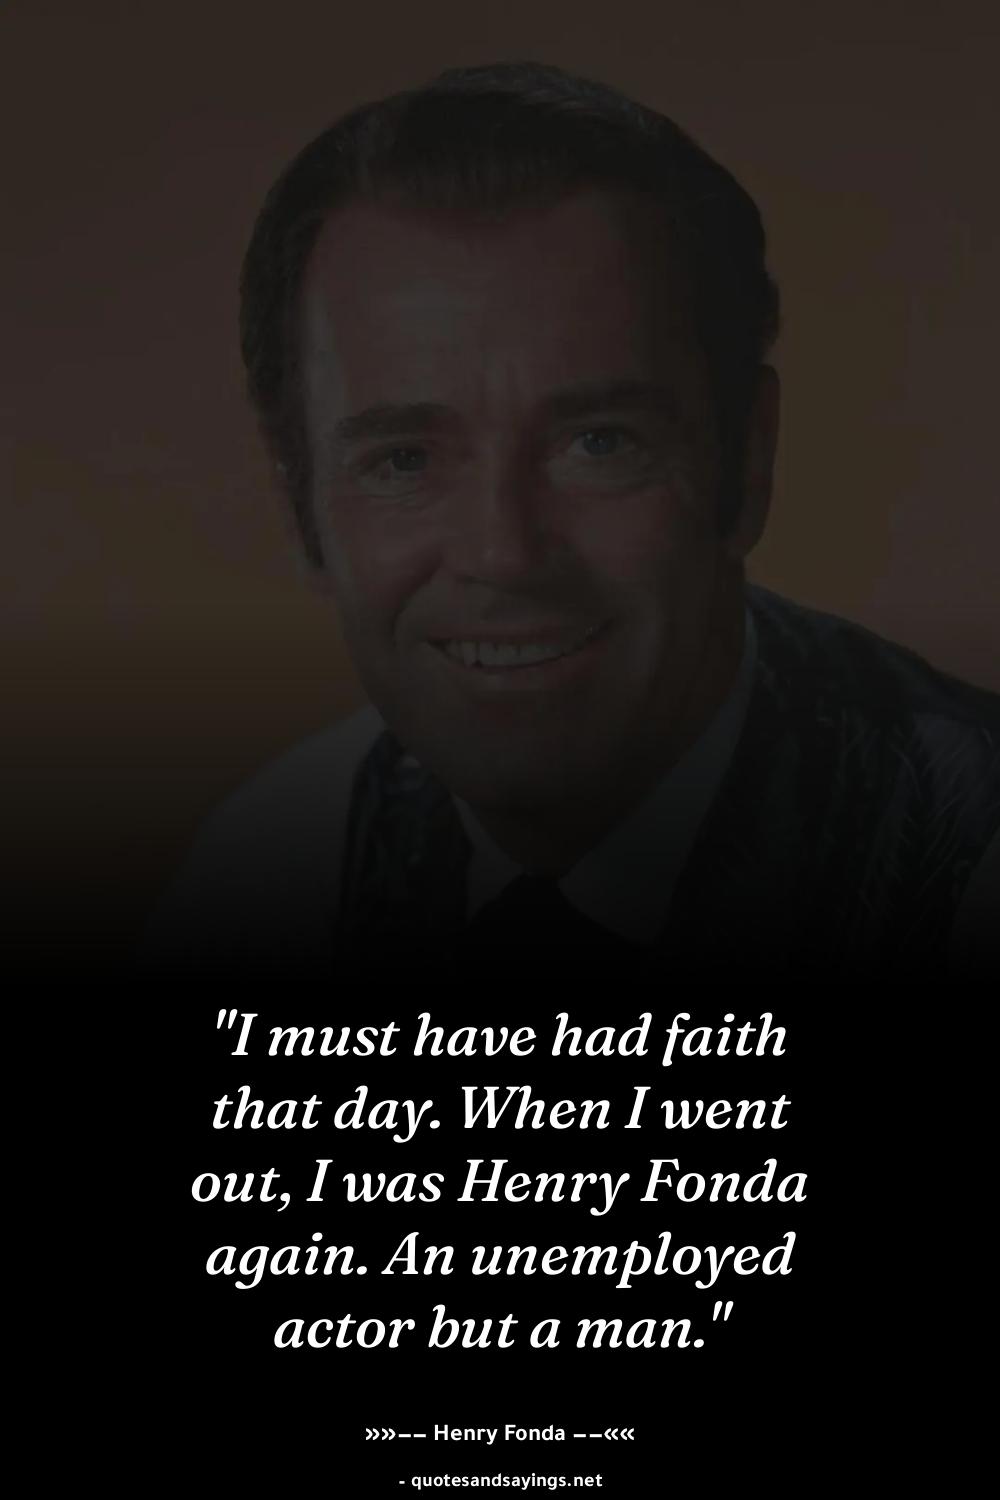 "I must have had faith
that day. When I went
out, I was Henry Fonda
again. An unemployed
actor but a man."
»»−− Henry Fonda −−««
- quotesandsayings.net